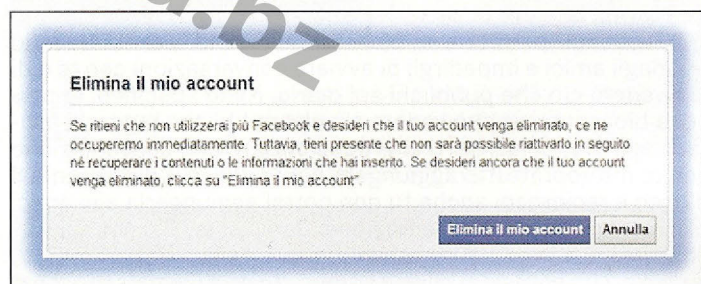 Elimina il mio account
Se ritieni che non utilizzerai più Facebook e desideri che il tuo account venga eliminato, ce ne
occuperemo immediatamente. Tuttavia, tieni presente che non sarà possibile riattivarlo in seguito
né recuperare i contenuti o le informazioni che hai inserito. Se desideri ancora che il tuo account
venga eliminato, clicca su "Elimina il mio account".
Elimina il mio account Annulla